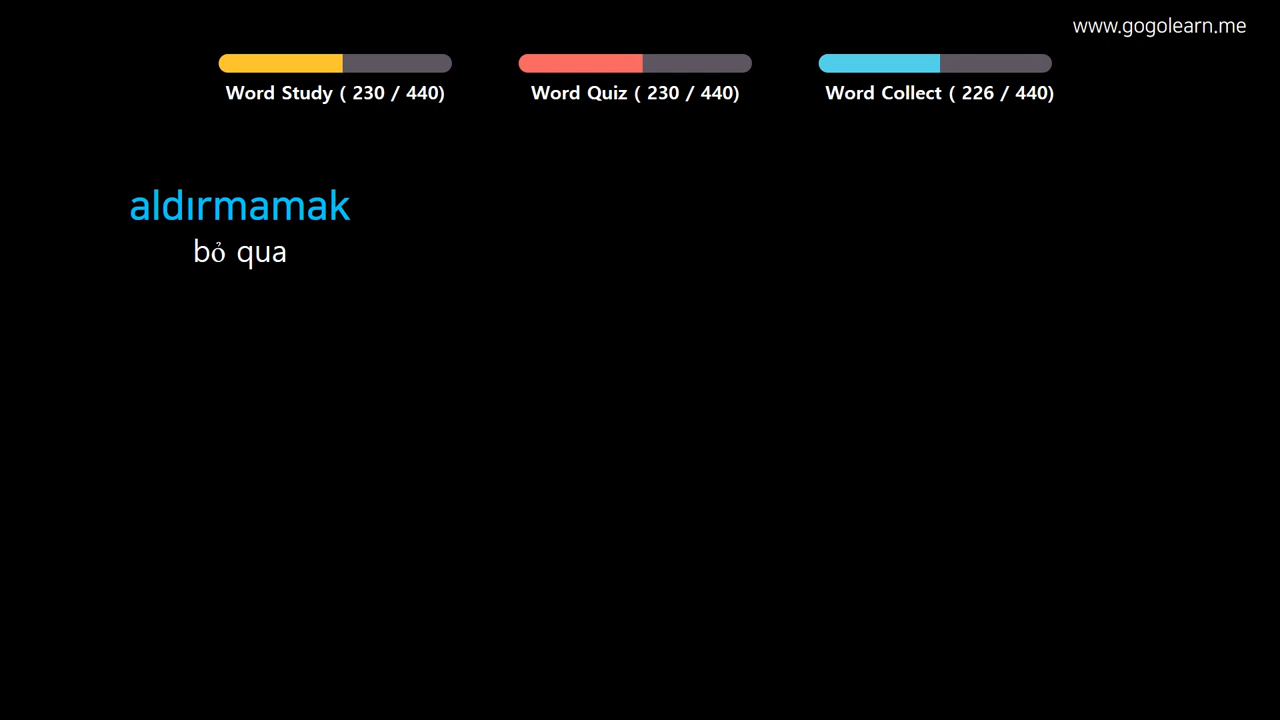 www.gogolearn.me
Word Study ( 230 / 440)
Word Quiz ( 230 / 440)
Word Collect ( 226 / 440)
aldırmamak
bỏ qua